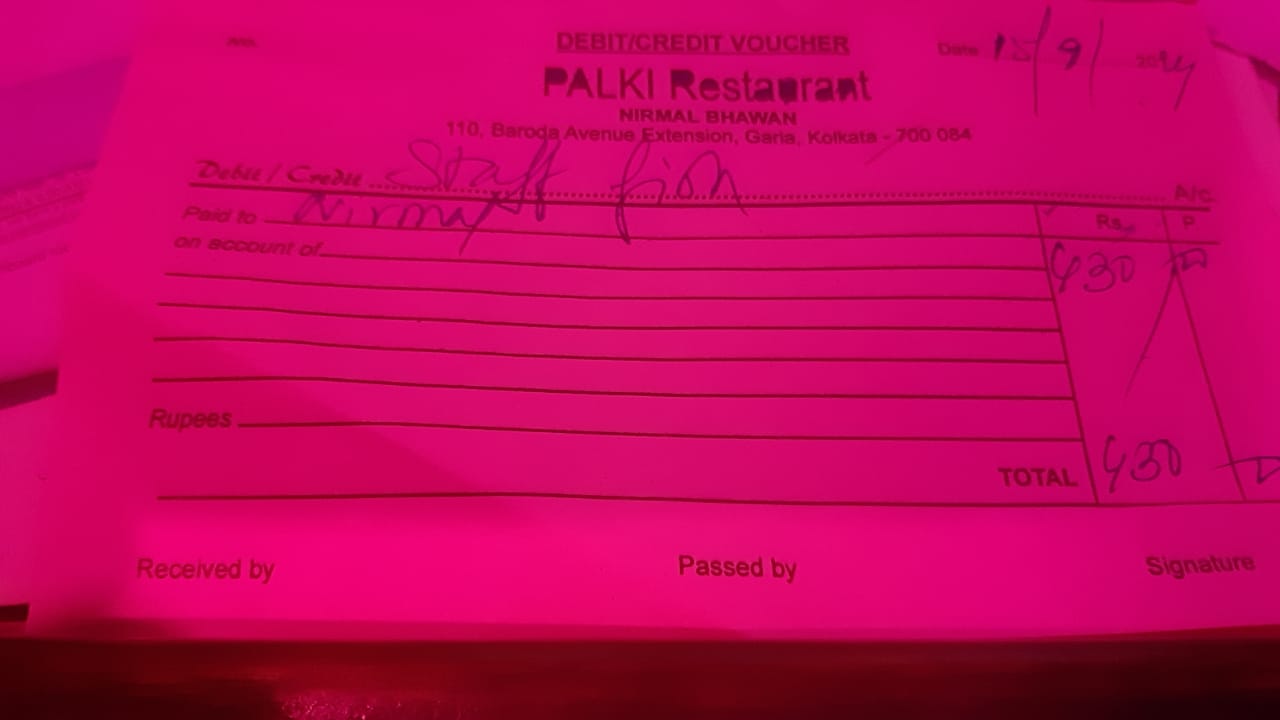 No.
DEBIT/CREDIT VOUCHER
Date 15/9/2024
PALKI Restaurant
NIRMAL BHAWAN
110, Baroda Avenue Extension, Garia, Kolkata - 700 084
Debit / Credit Staff fish A/c.
Paid to Nirmal
Rs. P
on account of
430
Rupees
TOTAL 430
Received by Passed by Signature